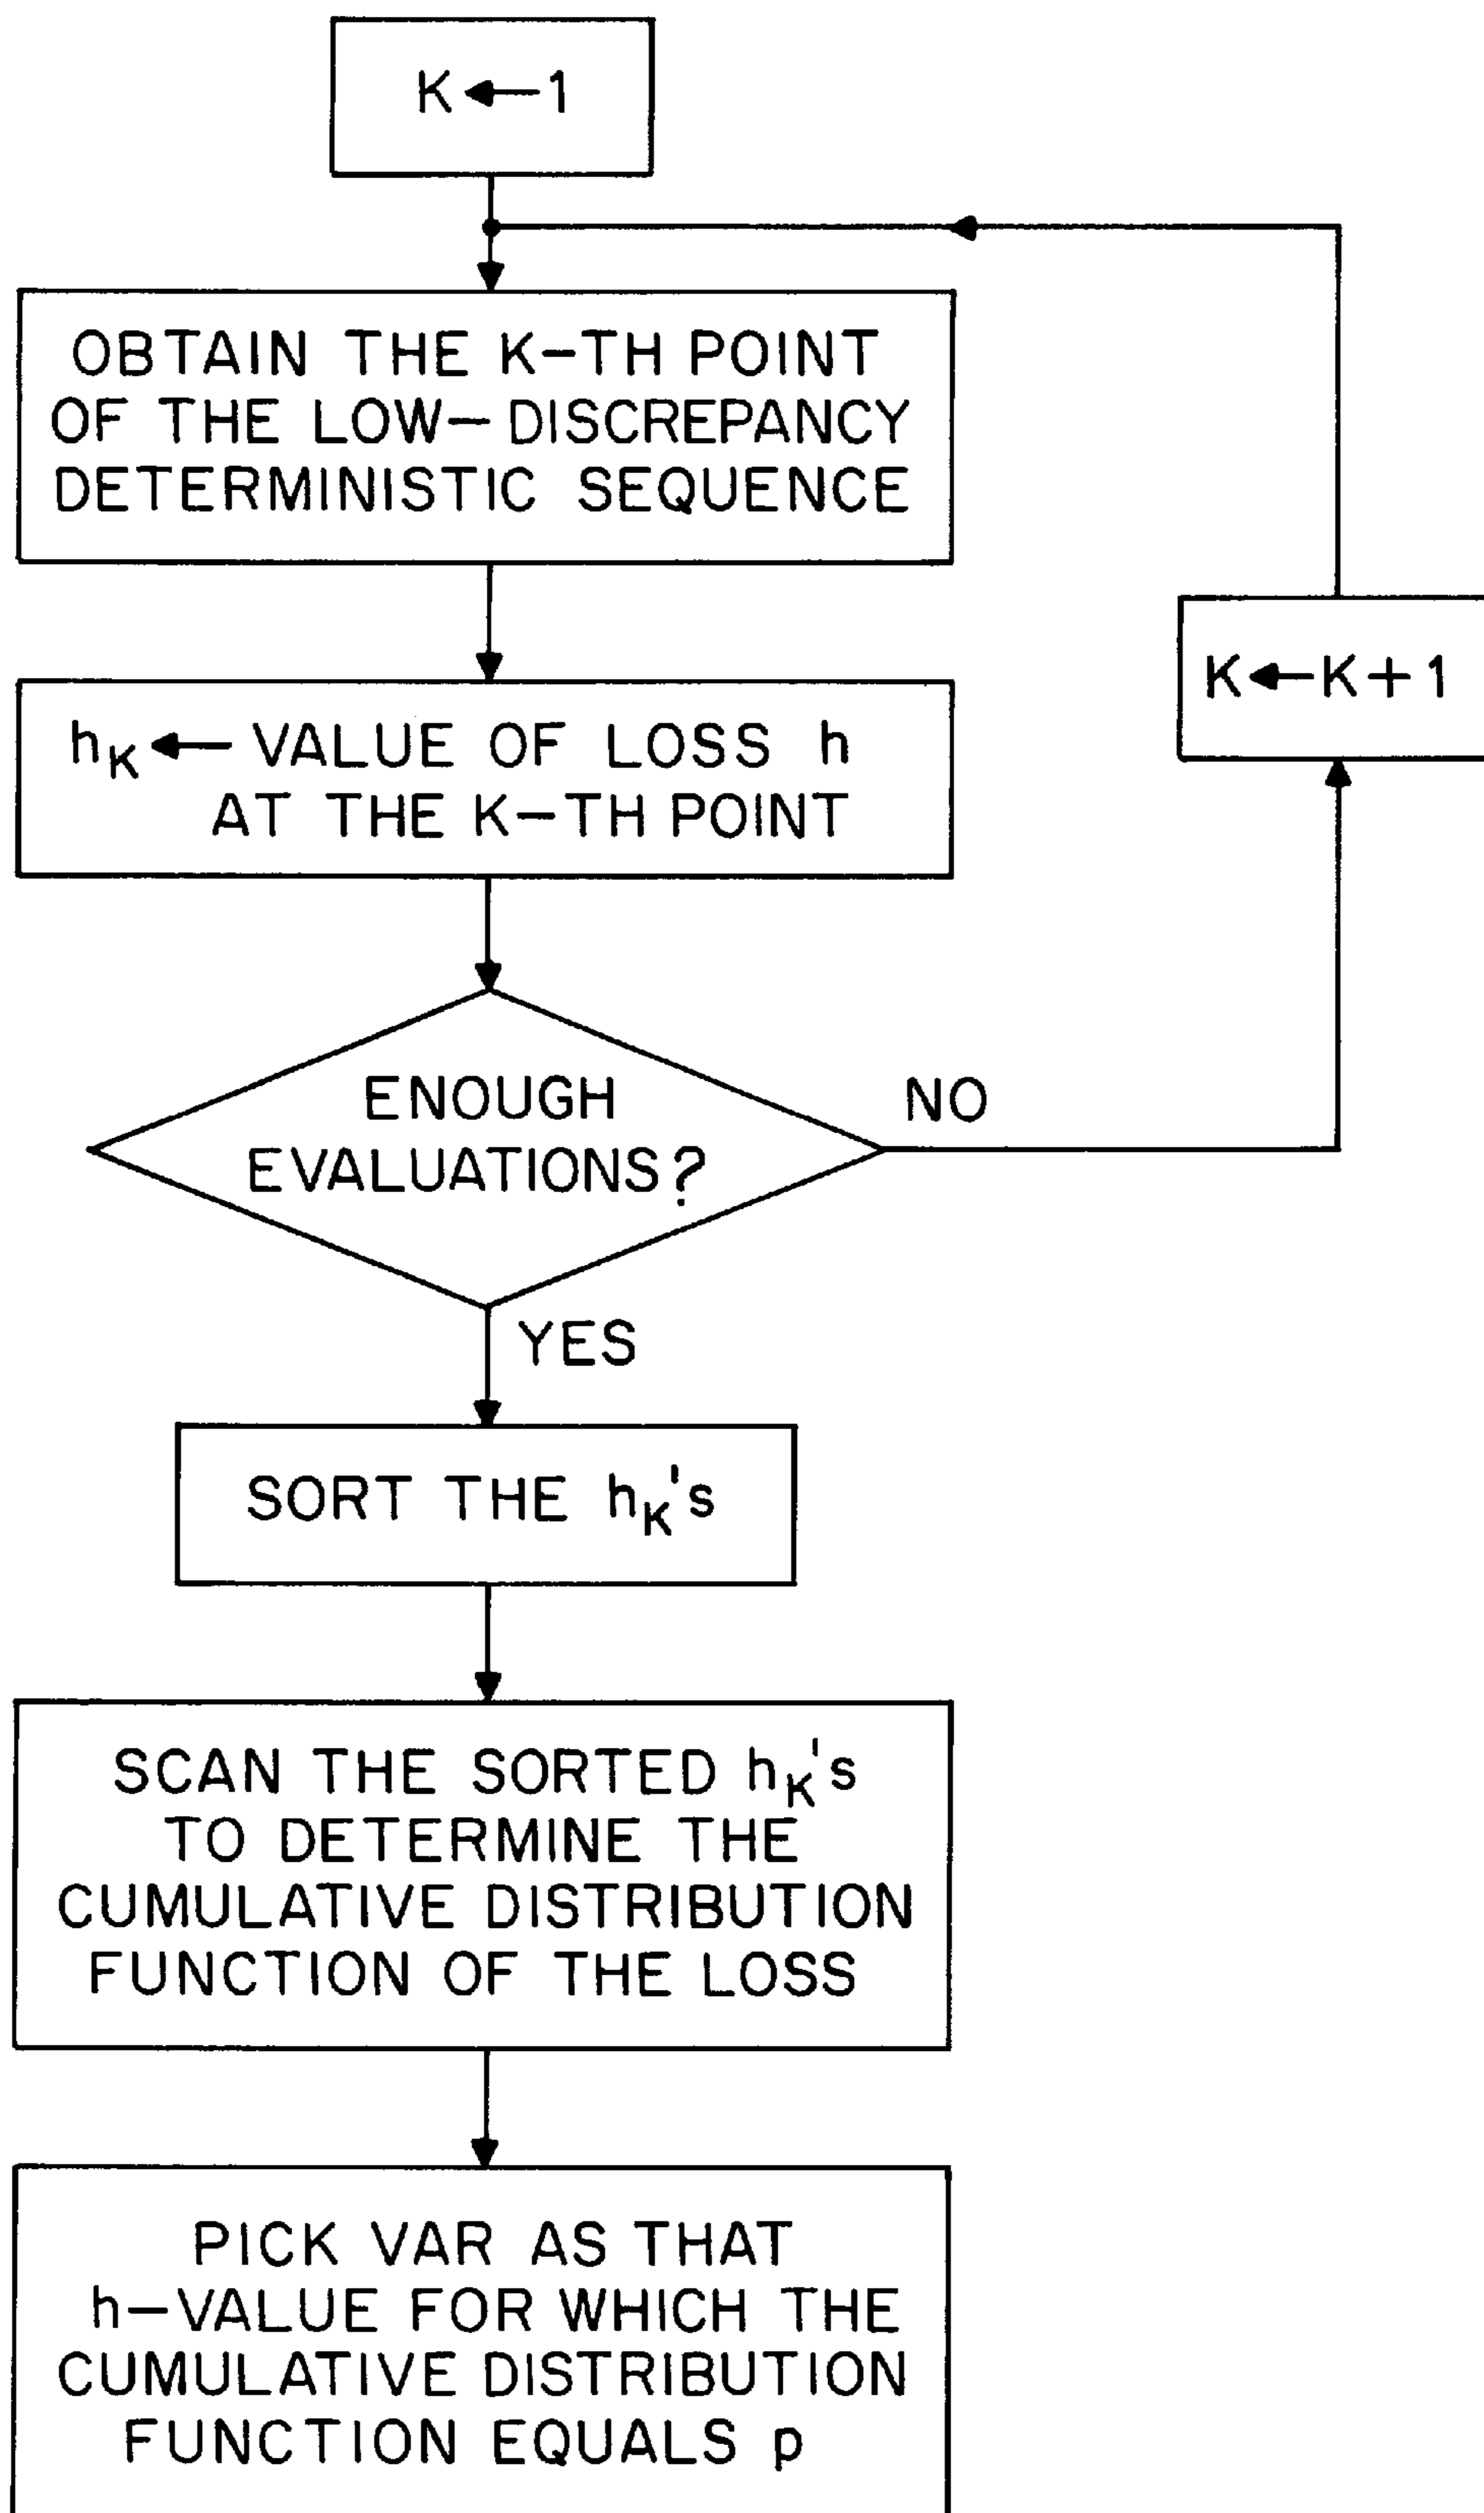 K←1
OBTAIN THE K-TH POINT
OF THE LOW-DISCREPANCY
DETERMINISTIC SEQUENCE
K←K+1
hK← VALUE OF LOSS h
AT THE K-TH POINT
ENOUGH
EVALUATIONS?
NO
YES
SORT THE hK's
SCAN THE SORTED hK's
TO DETERMINE THE
CUMULATIVE DISTRIBUTION
FUNCTION OF THE LOSS
PICK VAR AS THAT
h-VALUE FOR WHICH THE
CUMULATIVE DISTRIBUTION
FUNCTION EQUALS p